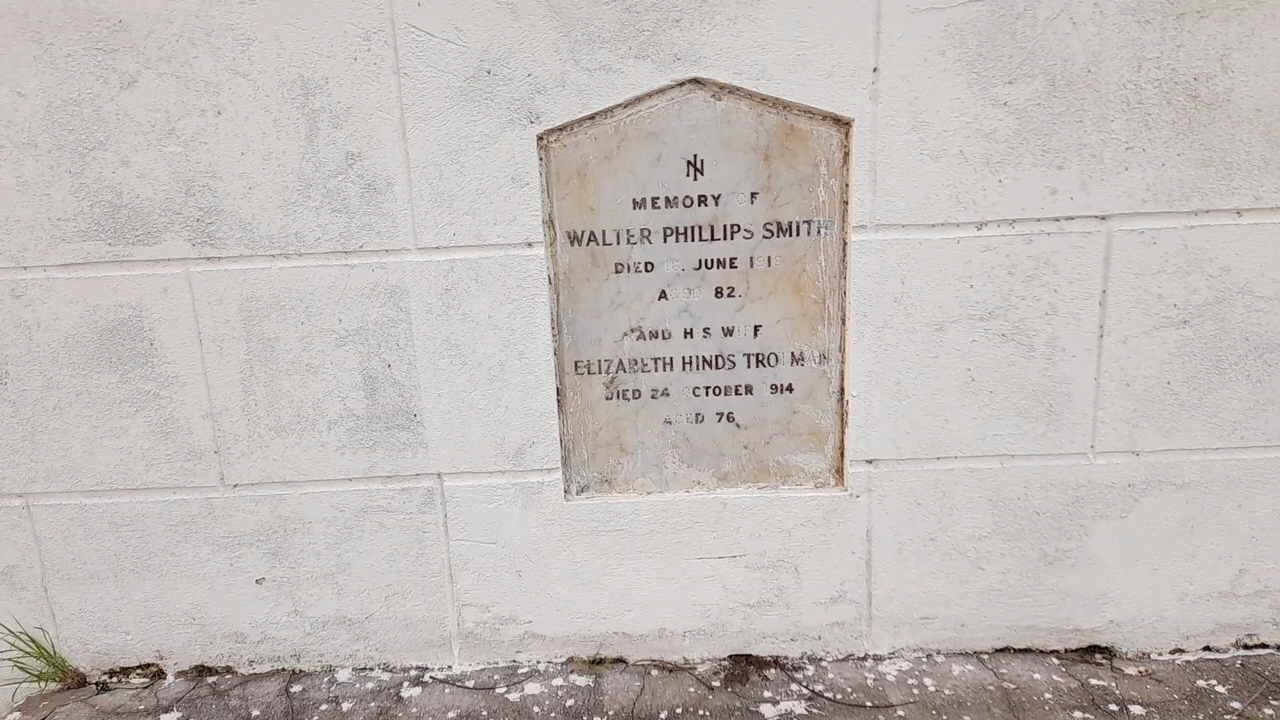 IN
MEMORY OF
WALTER PHILLIPS SMITH
DIED JUNE
AGED 82.
AND HIS WIFE
ELIZABETH HINDS TROTMAN
DIED 24 OCTOBER 1914
AGED 76.